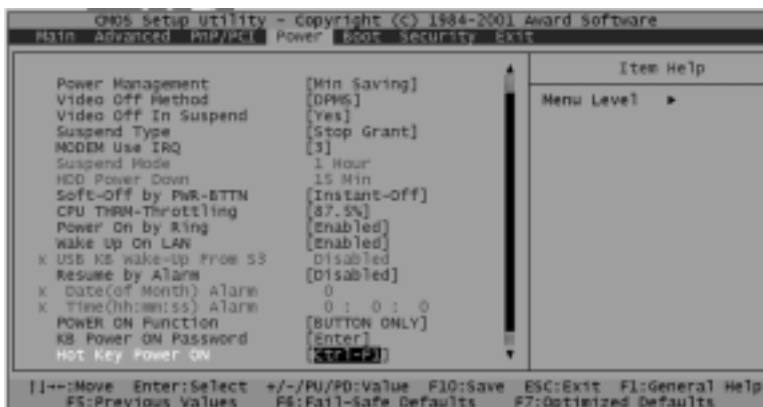 CMOS Setup Utility – Copyright (C) 1984-2001 Award Software
Main Advanced PnP/PCI Power Boot Security Exit
Item Help
Power Management [Min Saving]
Menu Level ►
Video Off Method [DPMS]
Video Off In Suspend [Yes]
Suspend Type [Stop Grant]
MODEM Use IRQ [3]
Suspend Mode 1 Hour
HDD Power Down 15 Min
Soft-Off by PWR-BTTN [Instant-Off]
CPU THRM-Throttling [87.5%]
Power On by Ring [Enabled]
Wake Up On LAN [Enabled]
x USB KB Wake-Up From S3 Disabled
Resume by Alarm [Disabled]
x Date(of Month) Alarm 0
x Time(hh:mm:ss) Alarm 0 : 0 : 0
POWER ON Function [BUTTON ONLY]
KB Power ON Password [Enter]
Hot Key Power ON [Ctrl-F1]
:Move Enter:Select +/-/PU/PD:Value F10:Save ESC:Exit F1:General Help
F5:Previous Values F6:Fail-Safe Defaults F7:Optimized Defaults